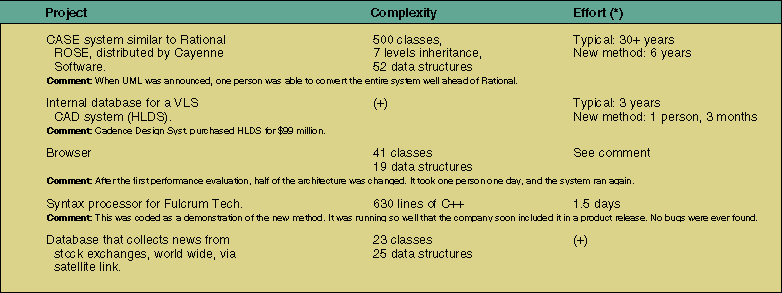 Project Complexity Effort (*)
CASE system similar to Rational 500 classes, Typical: 30+ years
ROSE, distributed by Cayenne 7 levels inheritance, New method: 6 years
Software. 52 data structures
Comment: When UML was announced, one person was able to convert the entire system well ahead of Rational.
Internal database for a VLS (+) Typical: 3 years
CAD system (HLDS). New method: 1 person, 3 months
Comment: Cadence Design Syst, purchased HLDS for $99 million.
Browser 41 classes See comment
19 data structures
Comment: After the first performance evaluation, half of the architecture was changed. It took one person one day, and the system ran again.
Syntax processor for Fulcrum Tech. 630 lines of C++ 1.5 days
Comment: This was coded as a demonstration of the new method. It was running so well that the company soon included it in a product release. No bugs were ever found.
Database that collects news from 23 classes (+)
stock exchanges, world wide, via 25 data structures
satellite link.